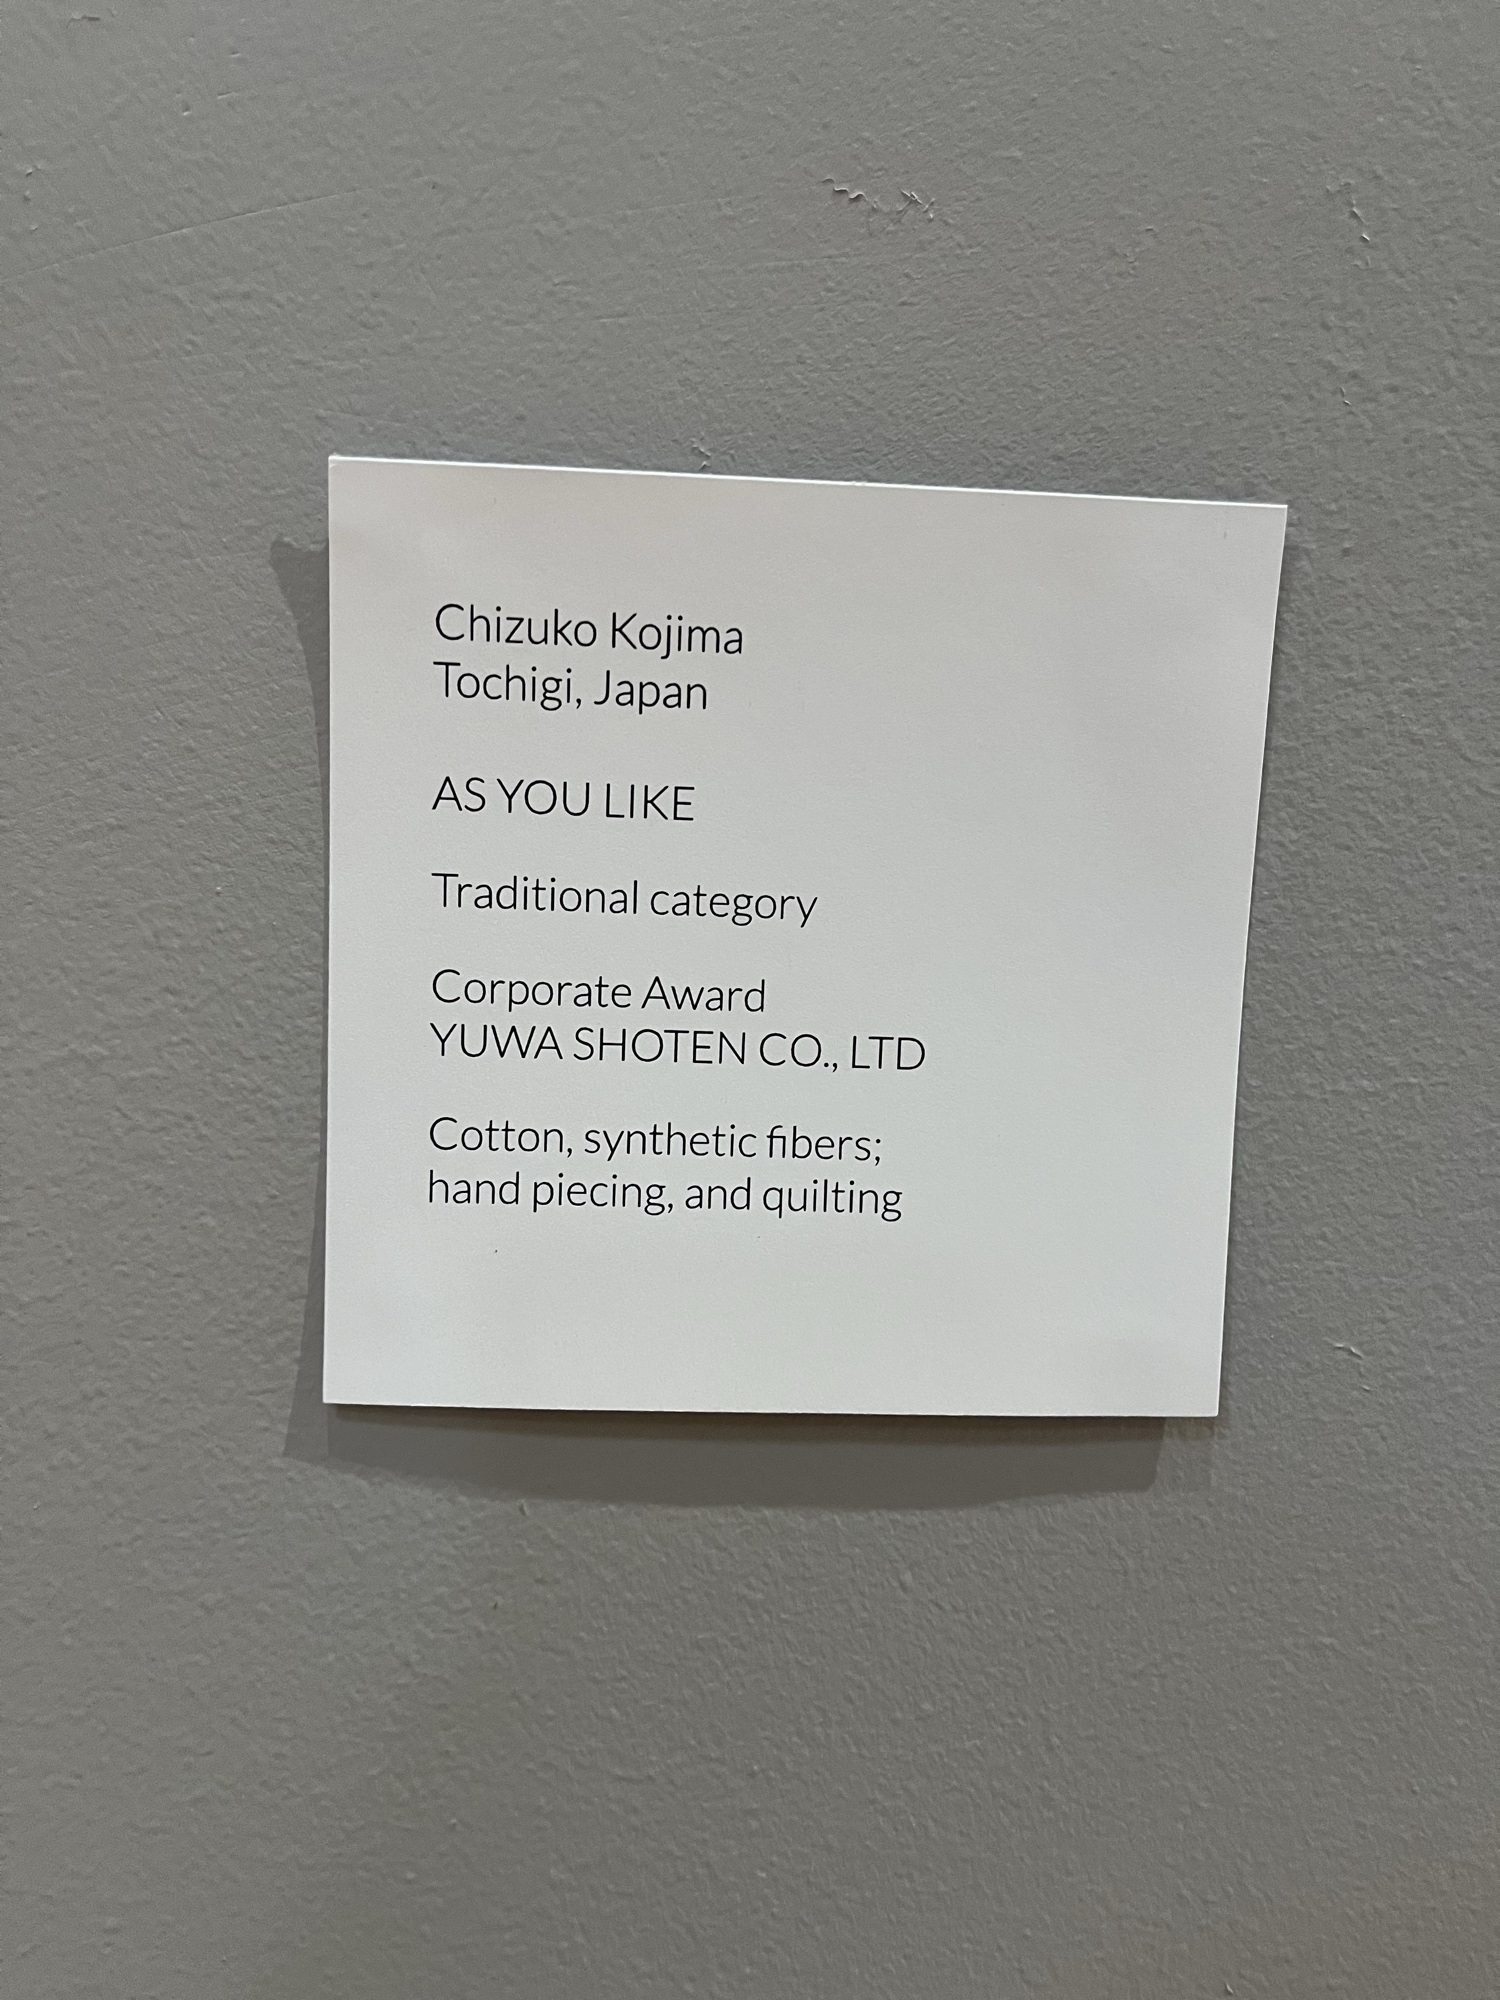 Chizuko Kojima
Tochigi, Japan
AS YOU LIKE
Traditional category
Corporate Award
YUWA SHOTEN CO., LTD
Cotton, synthetic fibers;
hand piecing, and quilting